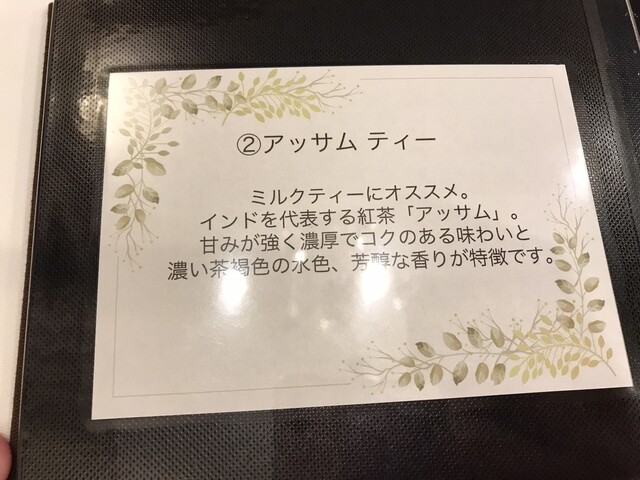 ②アッサム ティー
ミルクティーにオススメ。
インドを代表する紅茶「アッサム」。
甘みが強く濃厚でコクのある味わいと
濃い茶褐色の水色、芳醇な香りが特徴です。